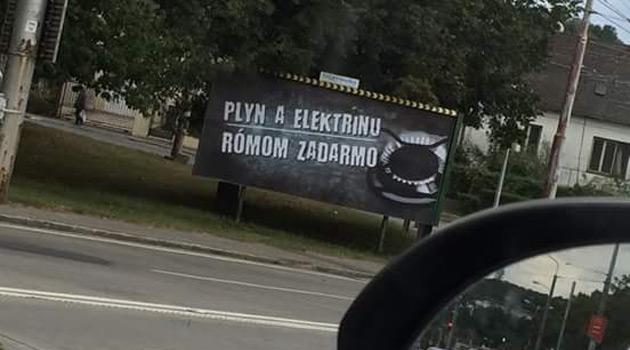 PLYN A ELEKTRINU
RÓMOM ZADARMO